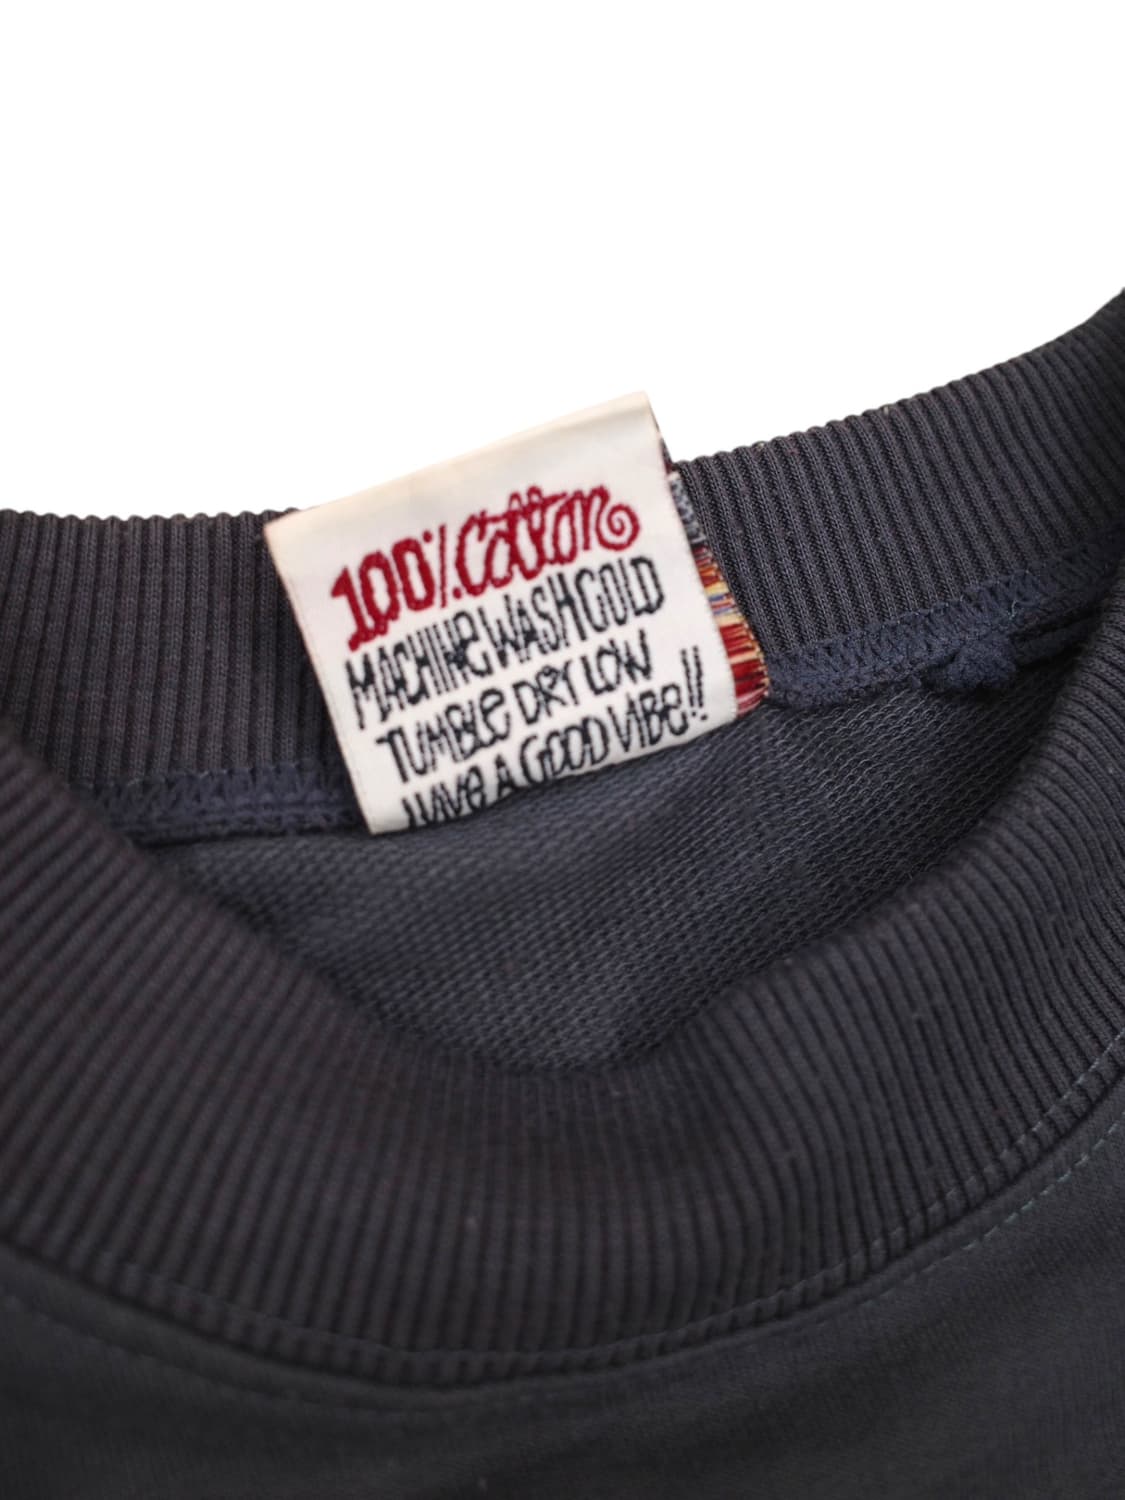 100% Cotton
MACHINE WASH COLD
TUMBLE DRY LOW
HAVE A GOOD VIBE!!